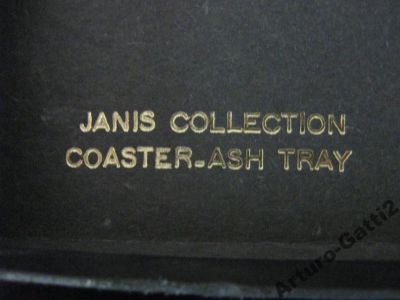 JANIS COLLECTION
COASTER-ASH TRAY
Arturo-Gatti2